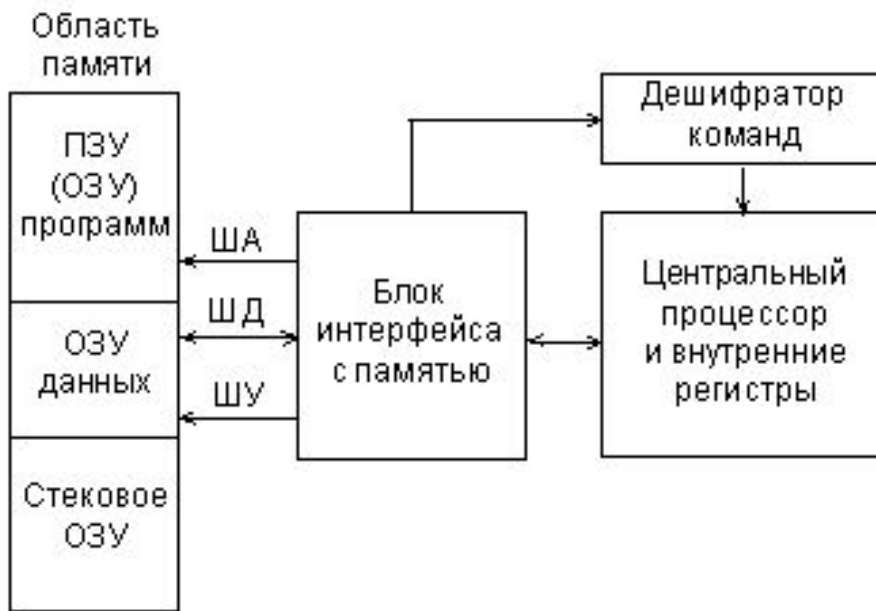 Область
памяти
ПЗУ
(ОЗУ)
программ
ОЗУ
данных
Стековое
ОЗУ
ША
ШД
ШУ
Блок
интерфейса
с памятью
Дешифратор
команд
Центральный
процессор
и внутренние
регистры